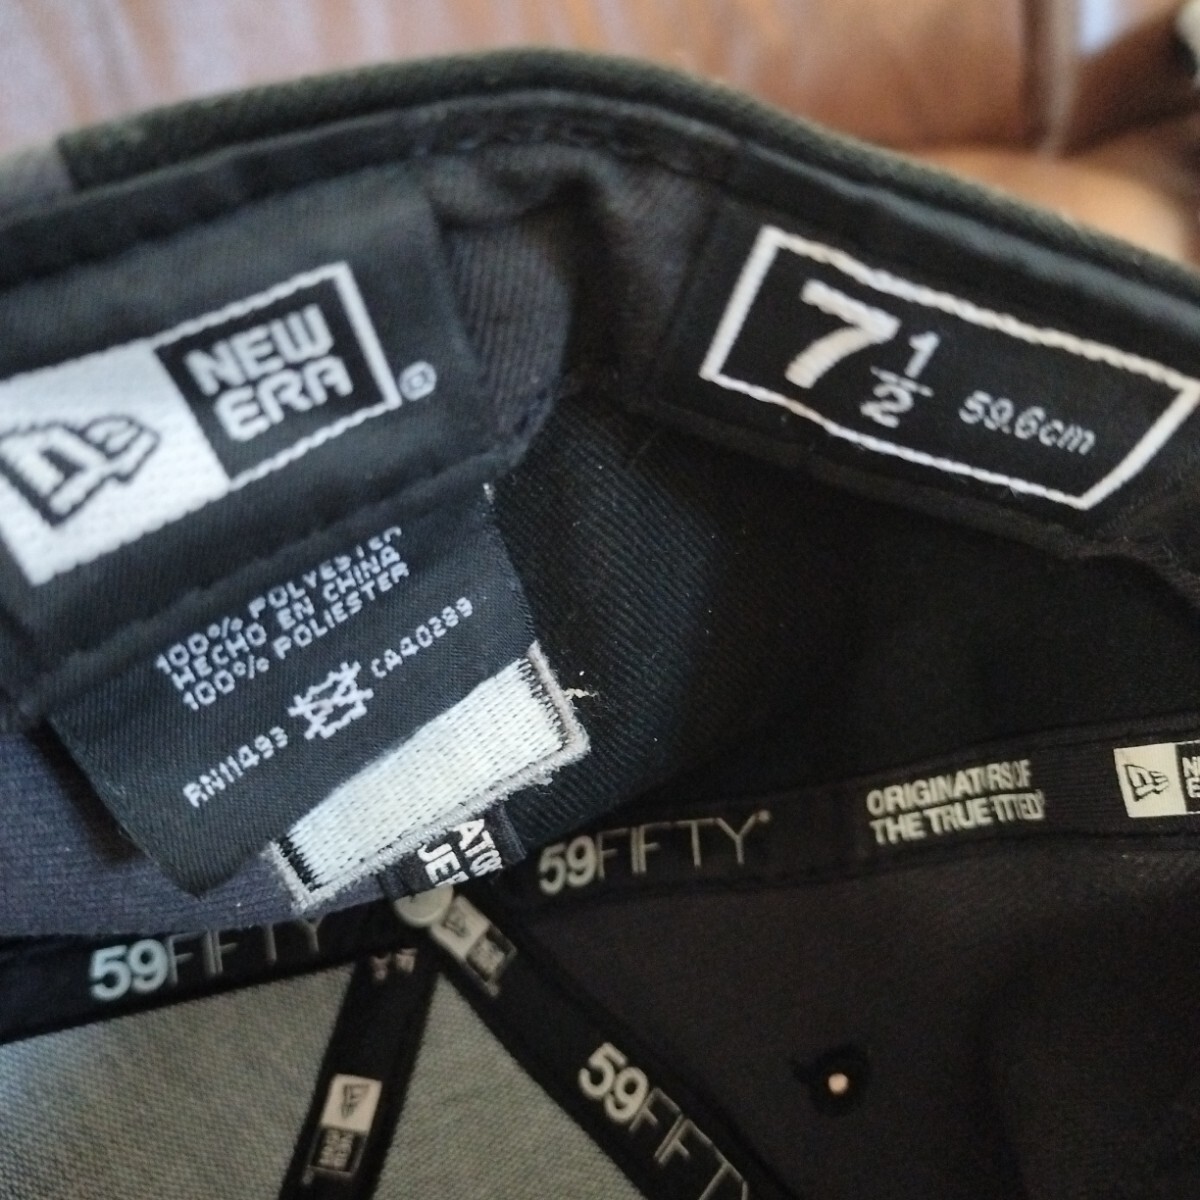 NEW
ERA
®
7 1/2 59.6cm
100% POLYESTER
HECHO EN CHINA
100% POLIESTER
RN11493 CA40289
59FIFTY
ORIGINATORS OF
THE TRUE FITTED
59FIFTY
59FIFTY